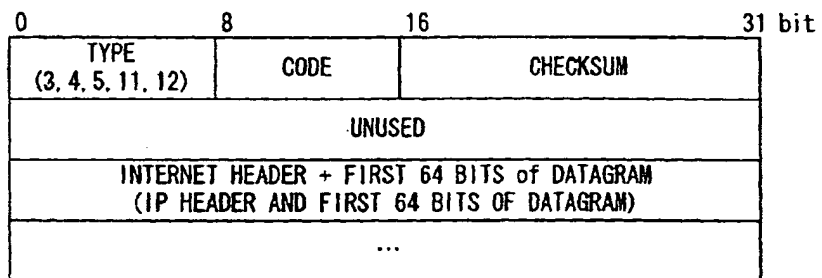 0 8 16 31 bit
TYPE CODE CHECKSUM
(3, 4, 5, 11, 12)
UNUSED
INTERNET HEADER + FIRST 64 BITS of DATAGRAM
(IP HEADER AND FIRST 64 BITS OF DATAGRAM)
...